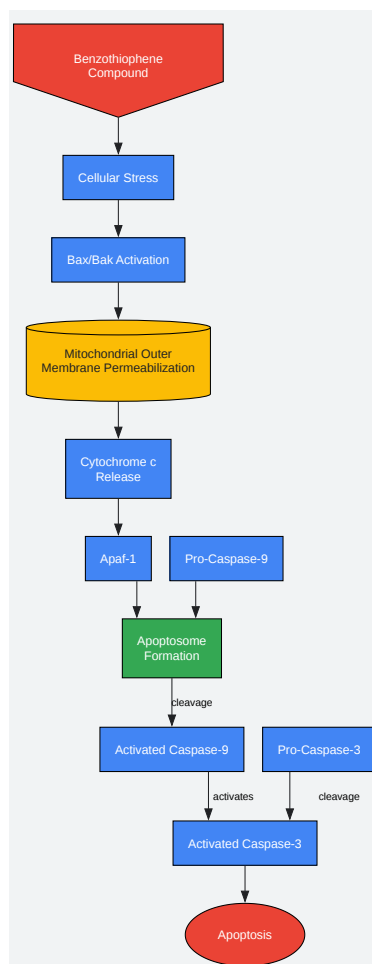 Benzothiophene
Compound
Cellular Stress
Bax/Bak Activation
Mitochondrial Outer
Membrane Permeabilization
Cytochrome c
Release
Apaf-1
Pro-Caspase-9
Apoptosome
Formation
cleavage
Activated Caspase-9
Pro-Caspase-3
activates
cleavage
Activated Caspase-3
Apoptosis